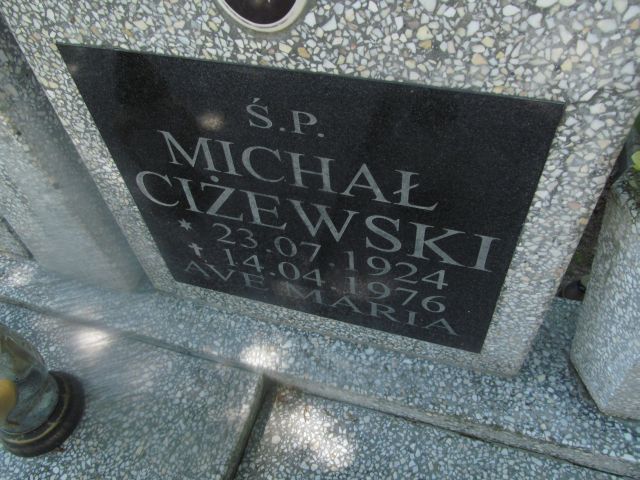 Ś.P.
MICHAŁ
CIŻEWSKI
* 23.07.1924
✝ 14.04.1976
AVE MARIA